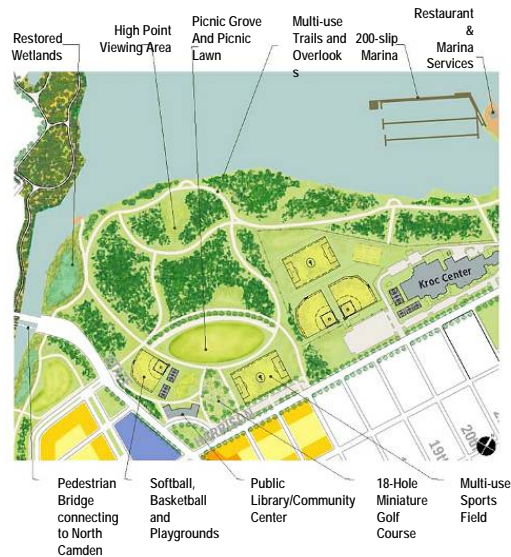 Restored
Wetlands
High Point
Viewing Area
Picnic Grove
And Picnic
Lawn
Multi-use
Trails and
Overlook
s
200-slip
Marina
Restaurant
&
Marina
Services
Kroc Center
HARRISON
19th
Pedestrian
Bridge
connecting
to North
Camden
Softball,
Basketball
and
Playgrounds
Public
Library/Community
Center
18-Hole
Miniature
Golf
Course
Multi-use
Sports
Field